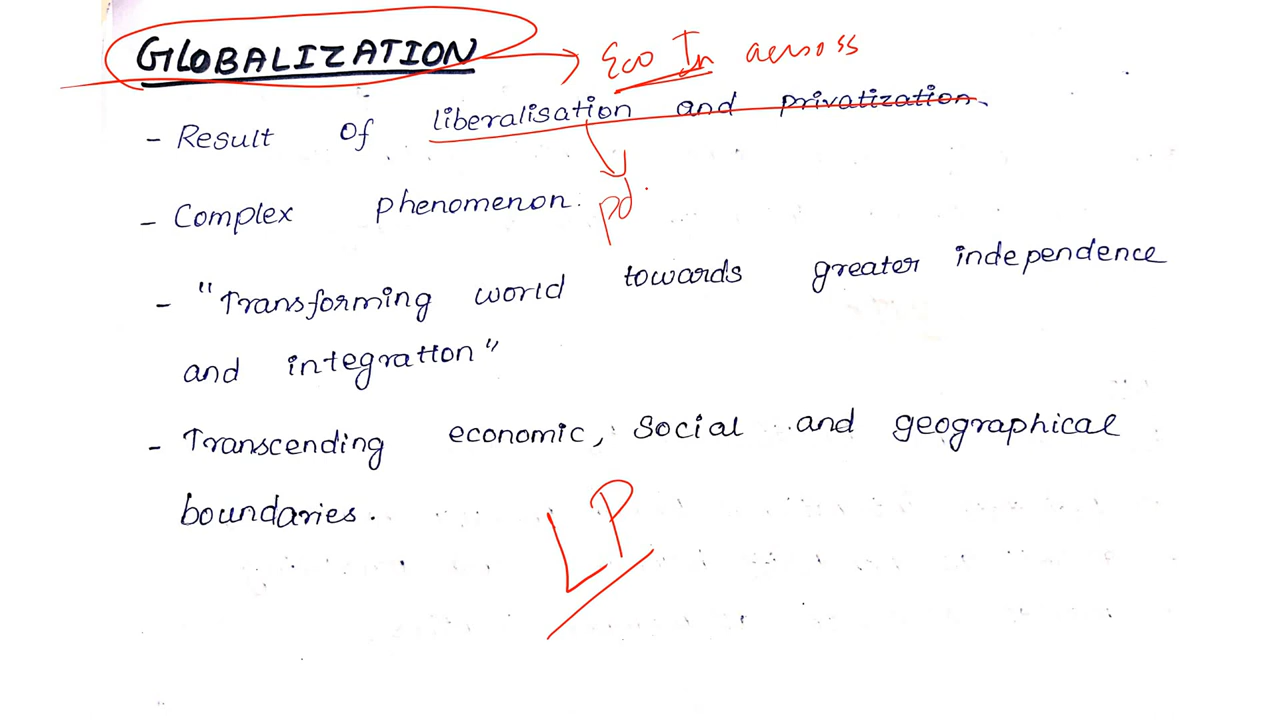 GLOBALIZATION → Eco In across
- Result of liberalisation and privatization.
pd
- Complex phenomenon.
- "Transforming world towards greater independence
and integration"
- Transcending economic, social and geographical
boundaries.
LP